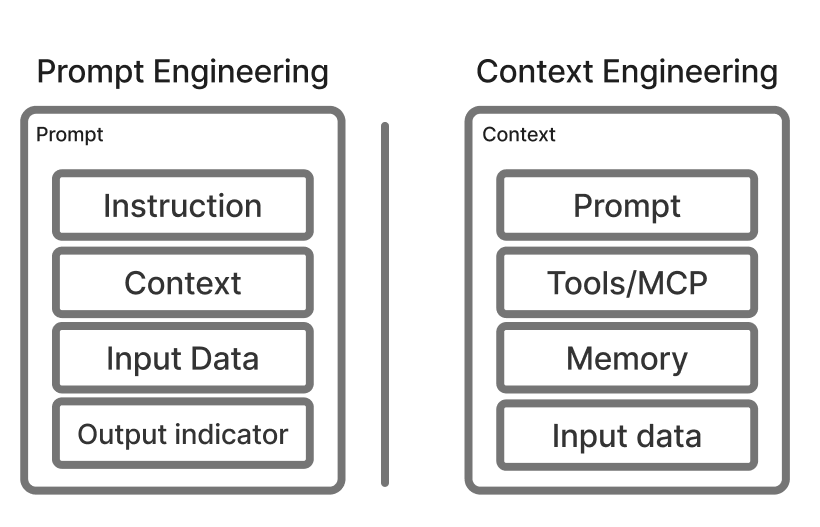 Prompt Engineering
Prompt
Instruction
Context
Input Data
Output indicator
Context Engineering
Context
Prompt
Tools/MCP
Memory
Input data